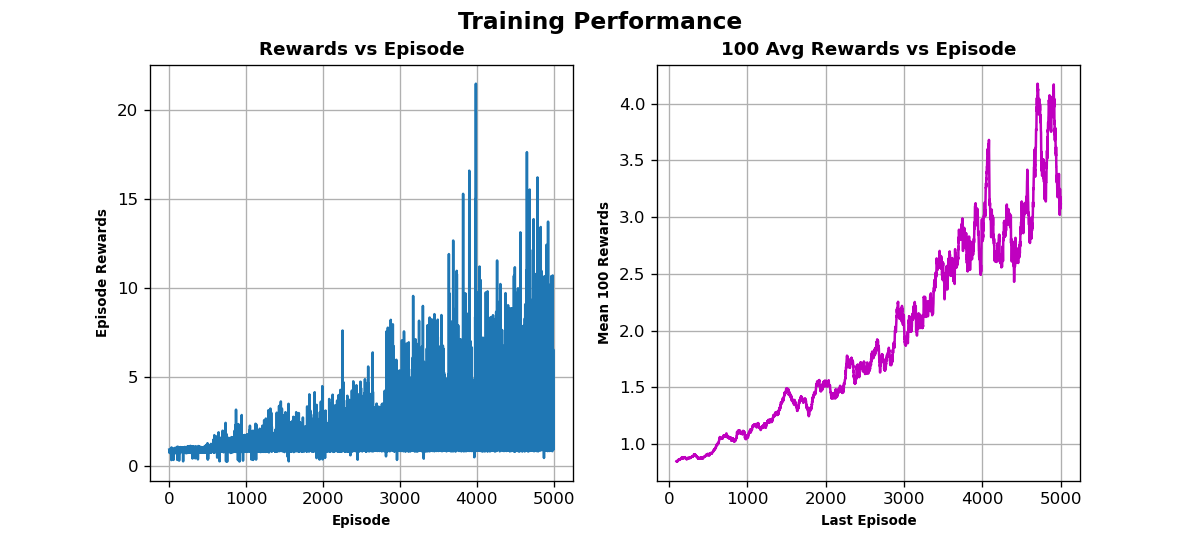 Training Performance
Rewards vs Episode
20
15
10
5
0
0 1000 2000 3000 4000 5000
Episode Rewards
Episode
100 Avg Rewards vs Episode
4.0
3.5
3.0
2.5
2.0
1.5
1.0
0 1000 2000 3000 4000 5000
Mean 100 Rewards
Last Episode